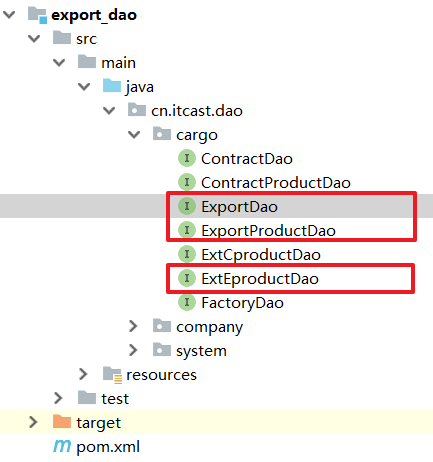 export_dao
src
main
java
cn.itcast.dao
cargo
ContractDao
ContractProductDao
ExportDao
ExportProductDao
ExtCproductDao
ExtEproductDao
FactoryDao
company
system
resources
test
target
pom.xml